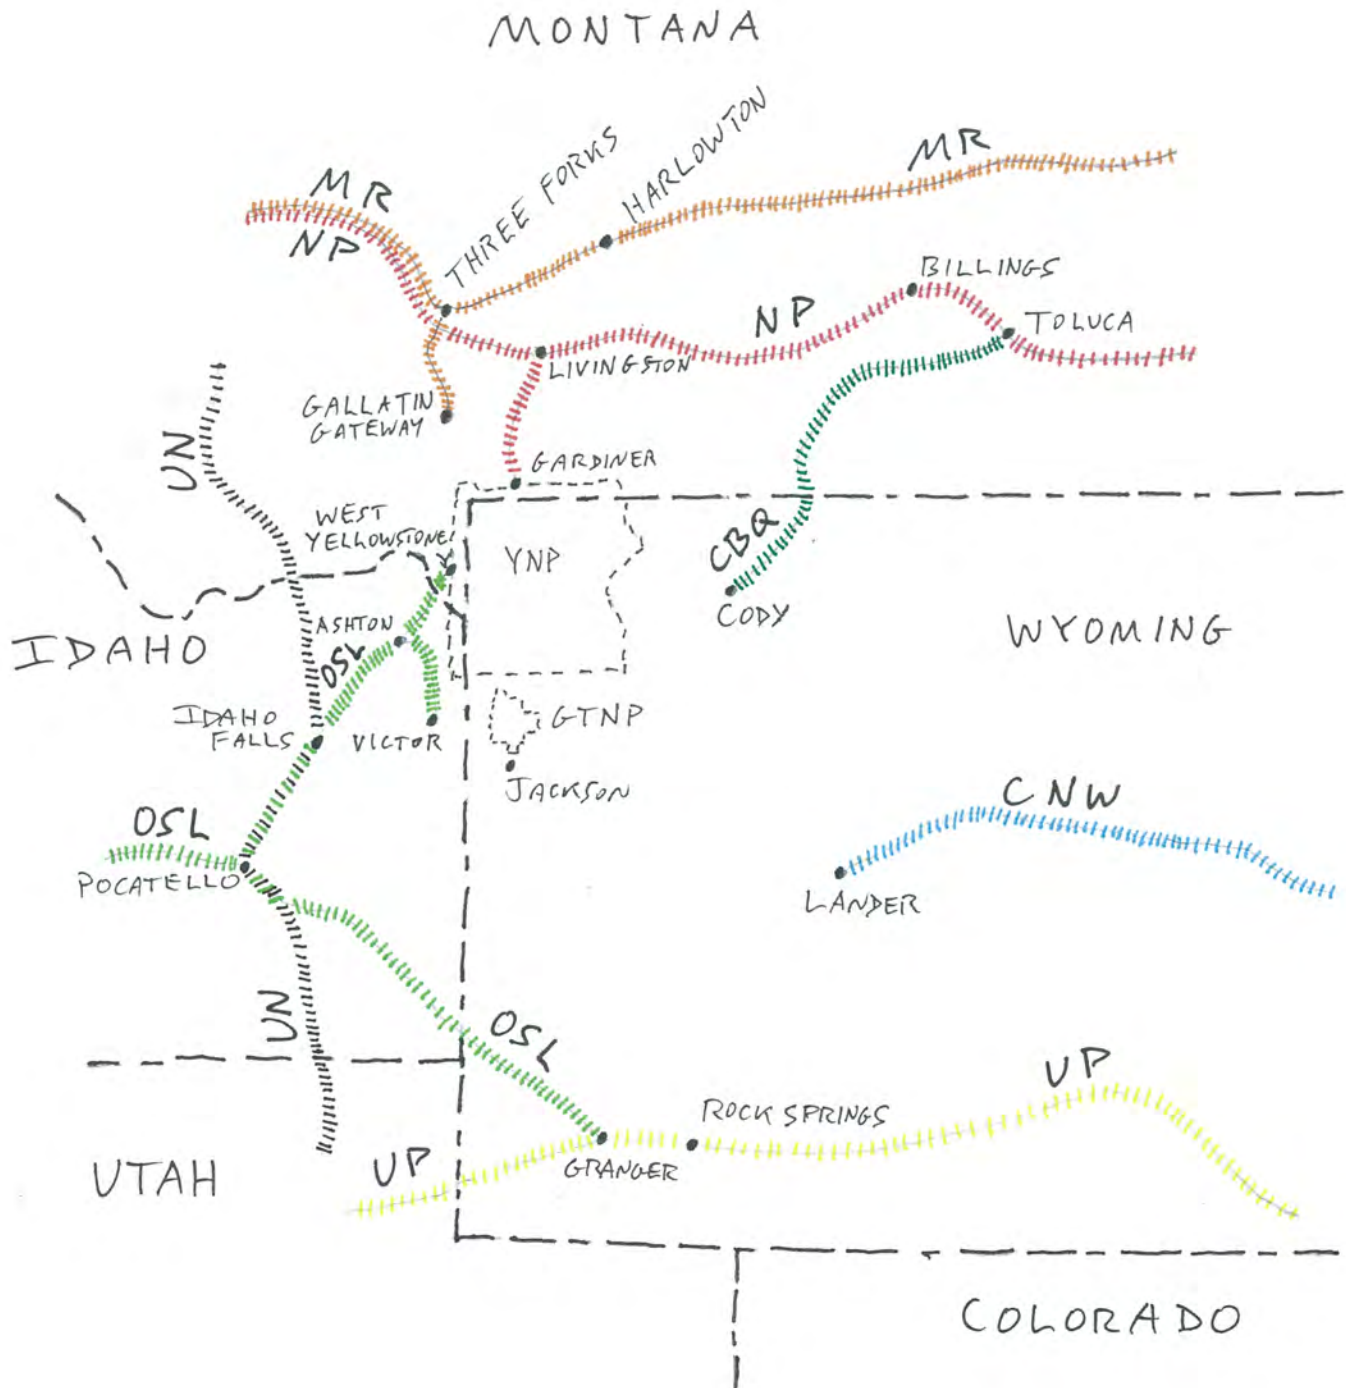 MONTANA
MR
NP
THREE FORKS
HARLOWTON
MR
BILLINGS
NP
TOLUCA
LIVINGSTON
GALLATIN
GATEWAY
GARDINER
UN
WEST
YELLOWSTONE
YNP
CBQ
CODY
WYOMING
IDAHO
ASHTON
OSL
IDAHO
FALLS
VICTOR
GTNP
JACKSON
OSL
POCATELLO
CNW
LANDER
UN
OSL
UP
ROCK SPRINGS
UP
GRANGER
UTAH
COLORADO